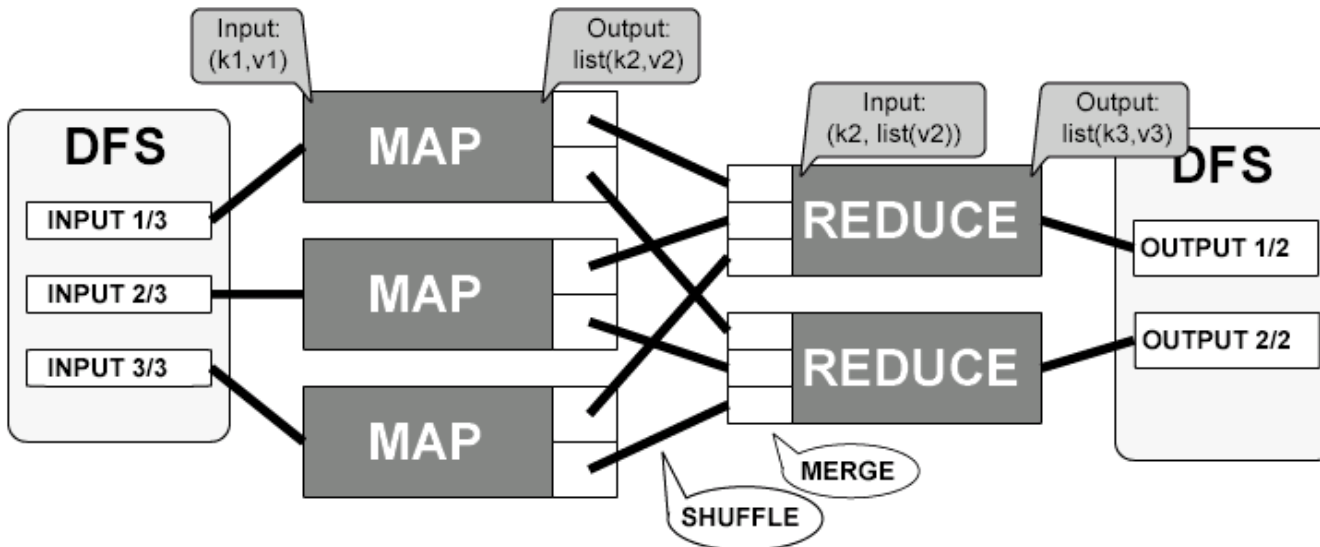 Input:
(k1,v1)
Output:
list(k2,v2)
Input:
(k2, list(v2))
Output:
list(k3,v3)
DFS
INPUT 1/3
INPUT 2/3
INPUT 3/3
MAP
MAP
MAP
REDUCE
REDUCE
DFS
OUTPUT 1/2
OUTPUT 2/2
MERGE
SHUFFLE